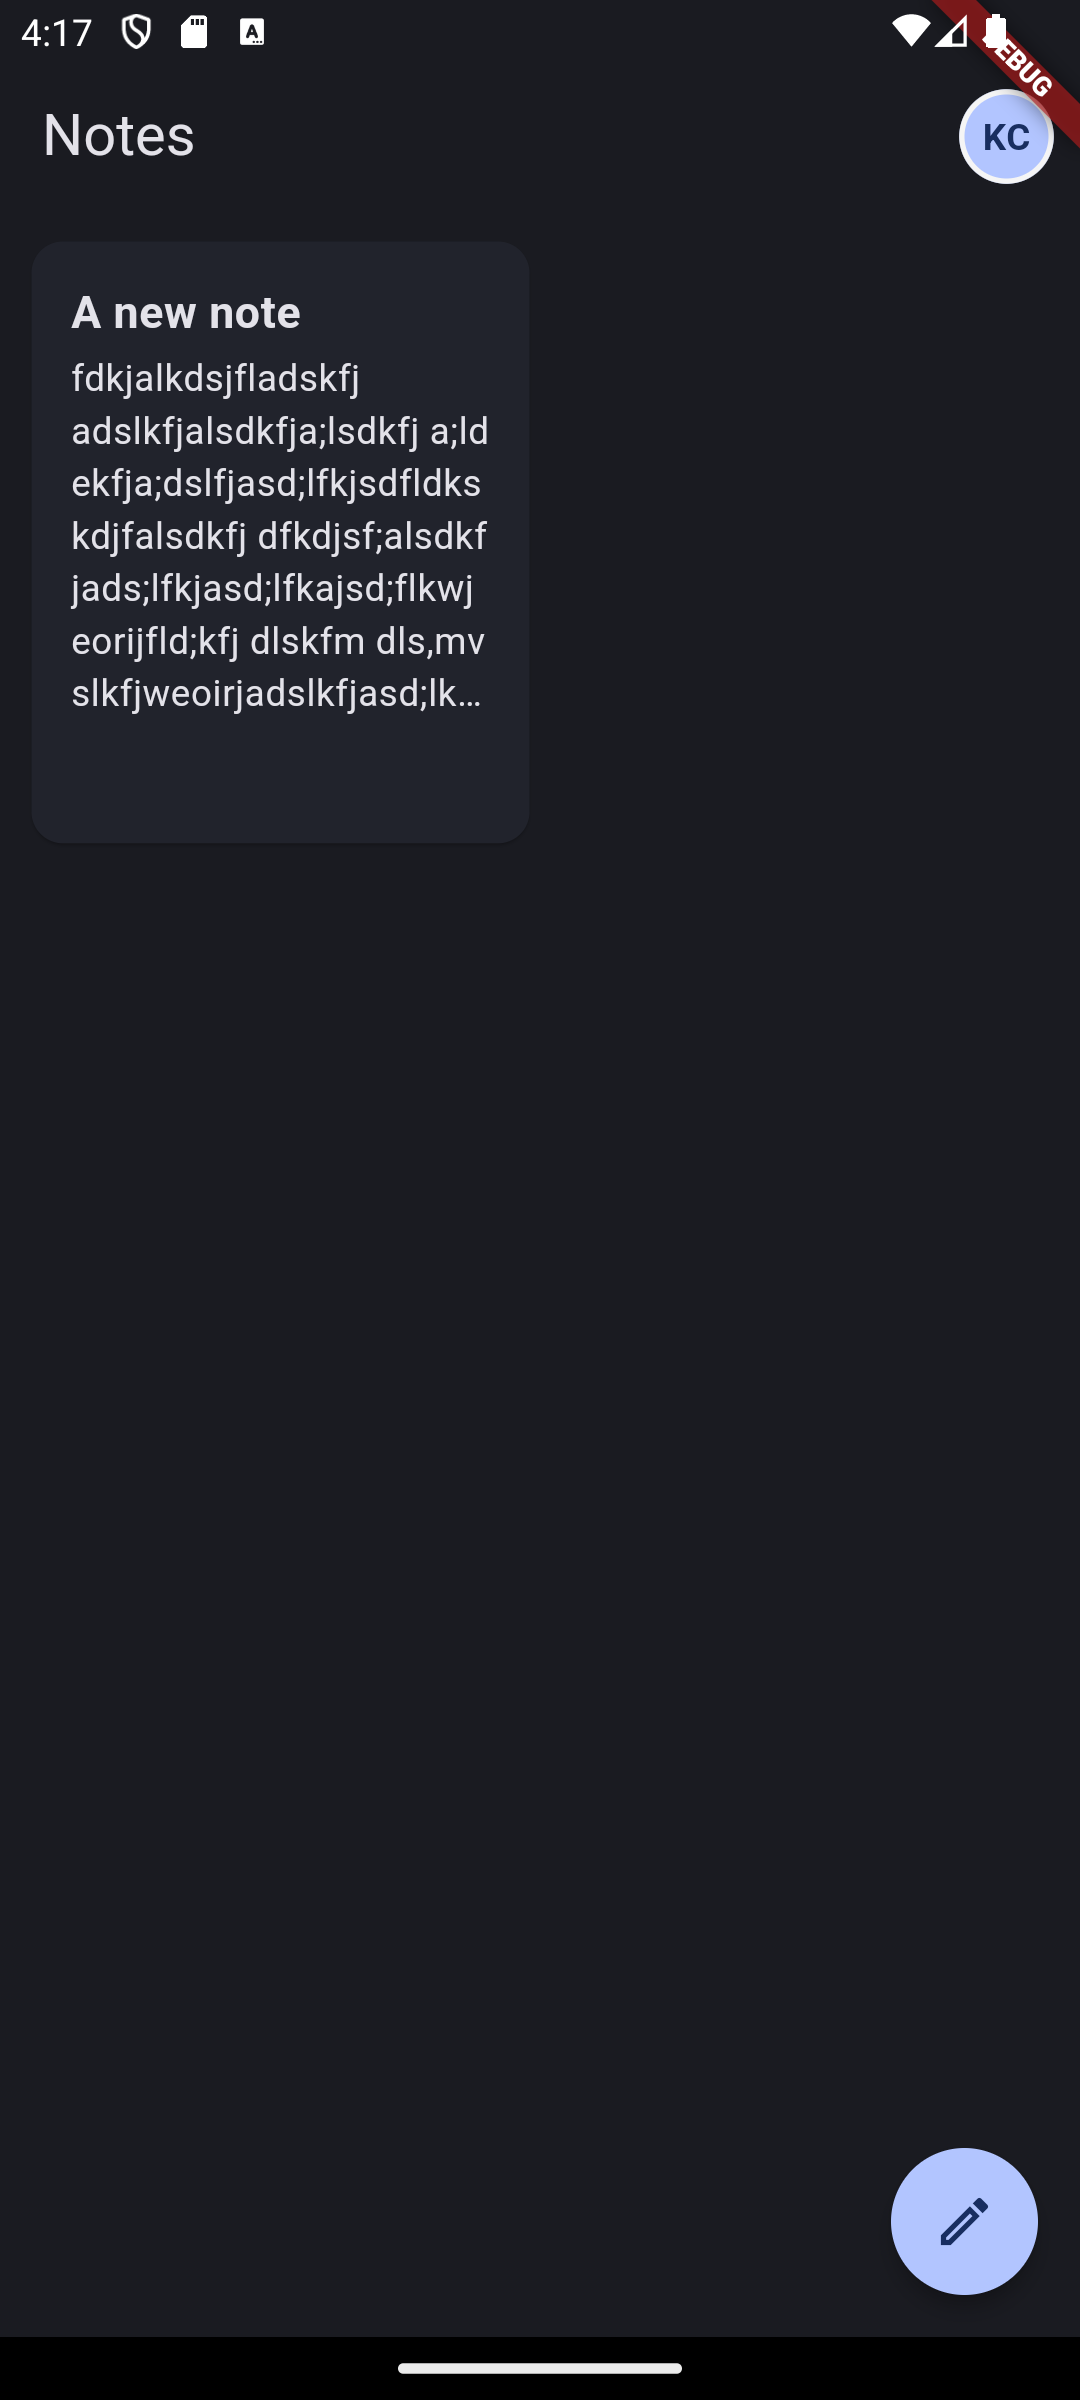 4:17
Notes
KC
A new note
fdkjalkdsjfladskfj
adslkfjalsdkfja;lsdkfj a;ld
ekfja;dslfjasd;lfkjsdfldks
kdjfalsdkfj dfkdjsf;alsdkf
jads;lfkjasd;lfkajsd;flkwj
eorijfld;kfj dlskfm dls,mv
slkfjweoirjadslkfjasd;lk...